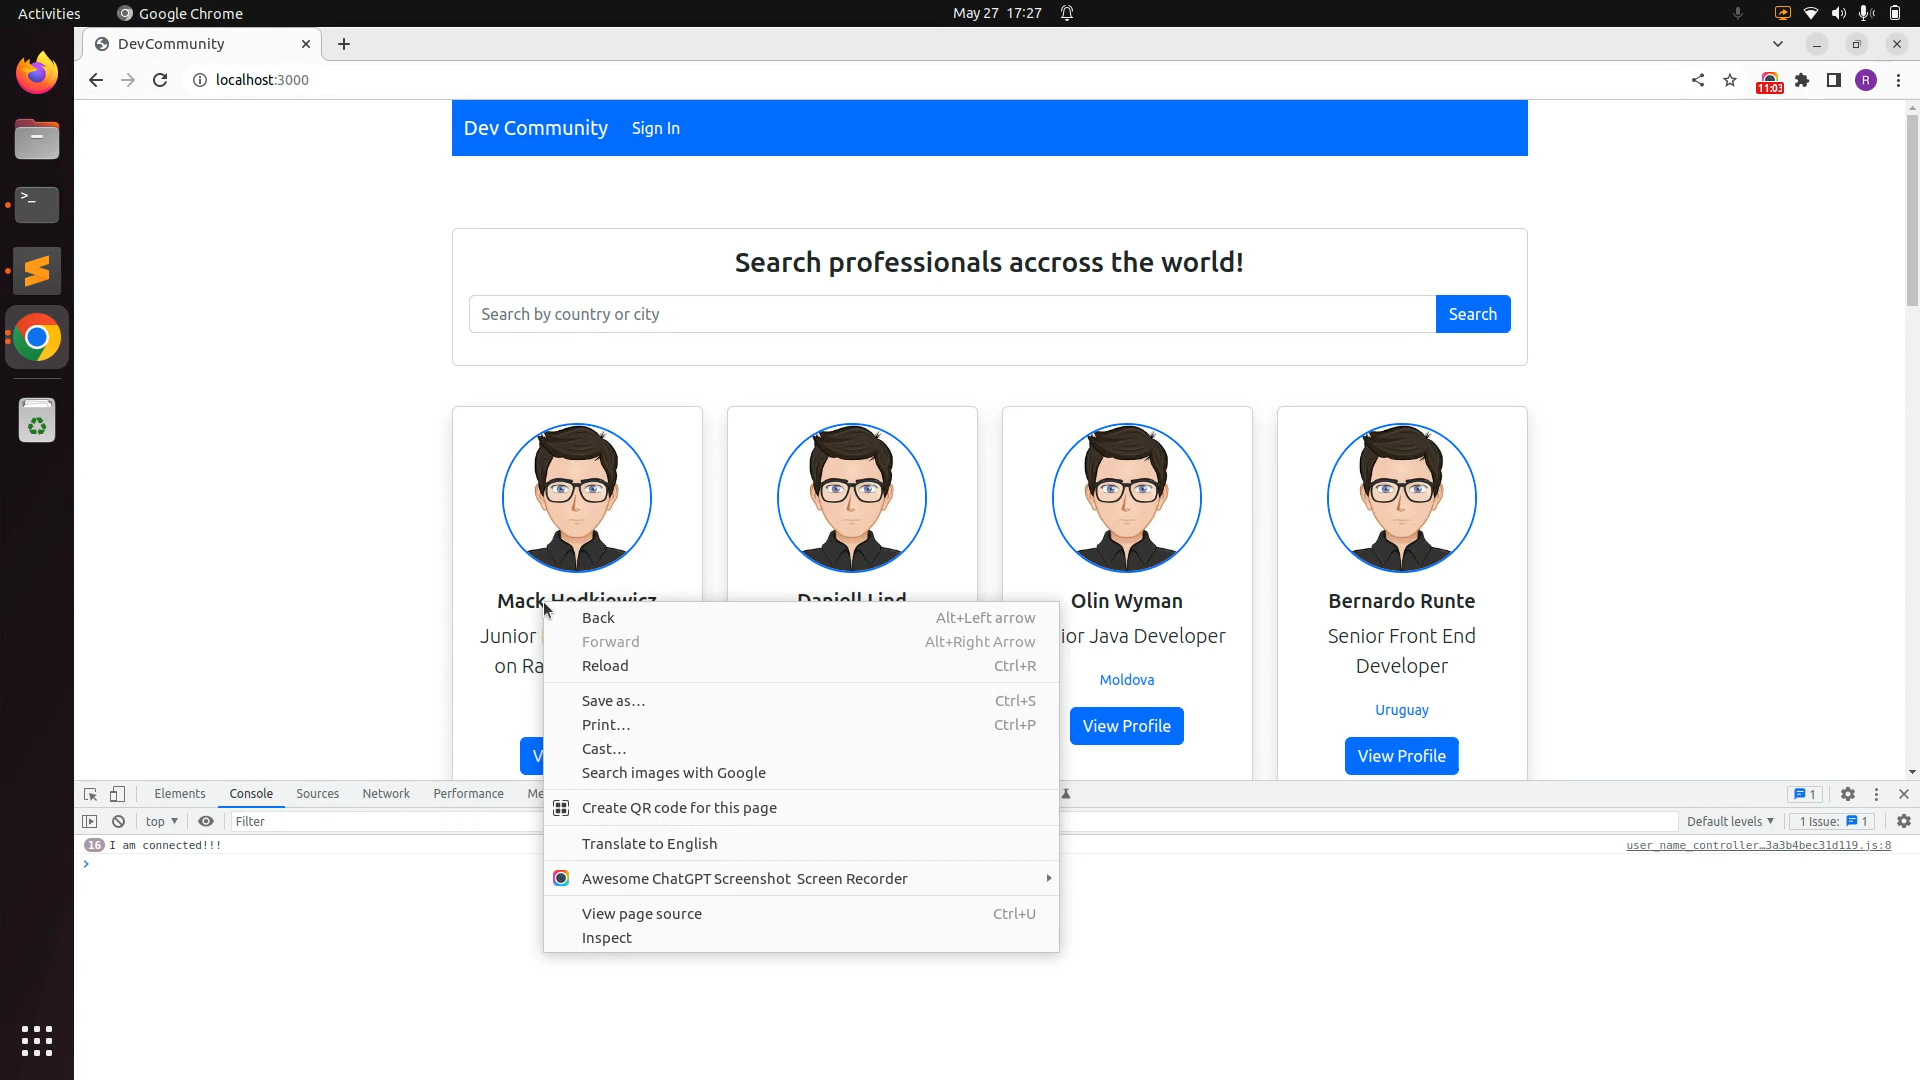 Activities
Google Chrome
May 27 17:27
DevCommunity
localhost:3000
11:03
R
Dev Community
Sign In
Search professionals accross the world!
Search by country or city
Search
Mack Hodkiewicz
Daniell Lind
Olin Wyman
Bernardo Runte
Junior
on Ra
ior Java Developer
Senior Front End
Developer
Moldova
Uruguay
V
View Profile
View Profile
Back Alt+Left arrow
Forward Alt+Right Arrow
Reload Ctrl+R
Save as... Ctrl+S
Print... Ctrl+P
Cast...
Search images with Google
Create QR code for this page
Translate to English
Awesome ChatGPT Screenshot Screen Recorder
View page source Ctrl+U
Inspect
Elements Console Sources Network Performance Me
1
top
Filter
Default levels
1 Issue: 1
16 I am connected!!!
user_name_controller…3a3b4bec31d119.js:8